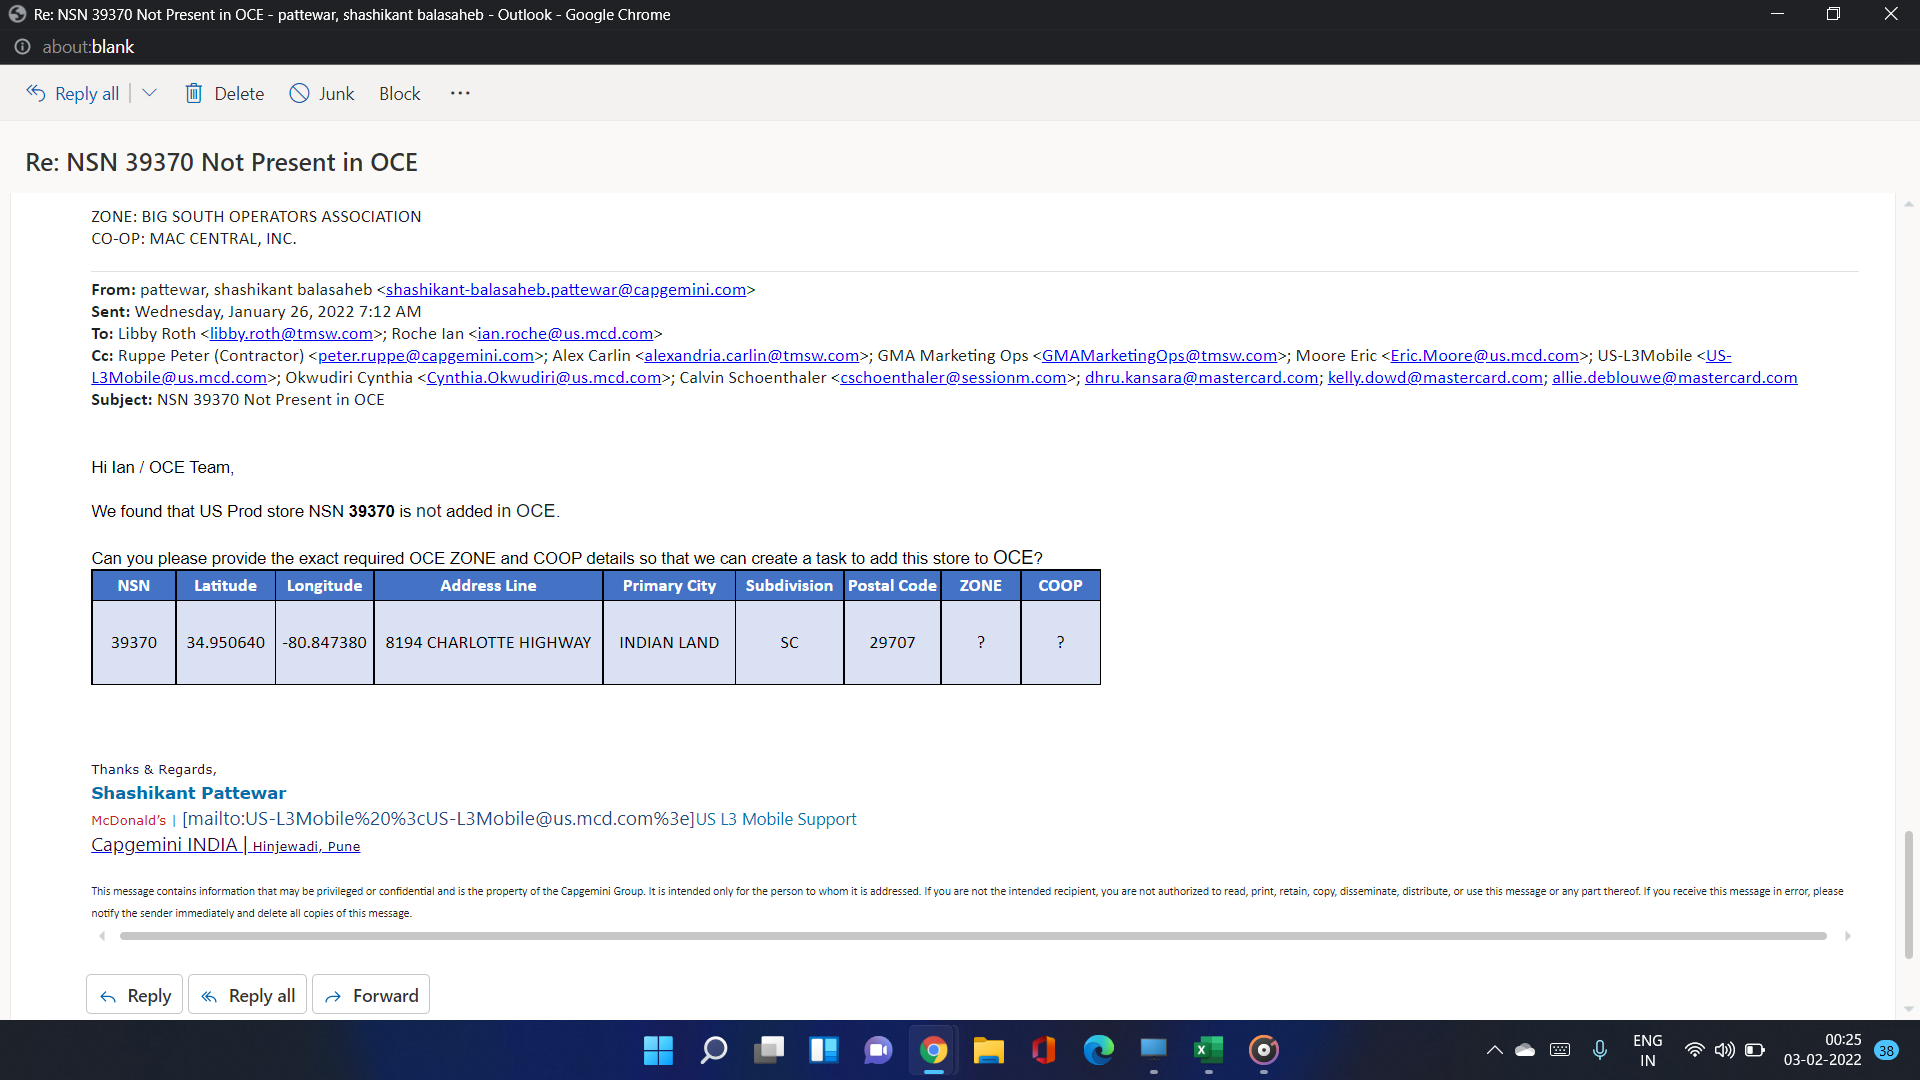 Re: NSN 39370 Not Present in OCE - pattewar, shashikant balasaheb - Outlook - Google Chrome
about:blank
Reply all Delete Junk Block ...
Re: NSN 39370 Not Present in OCE
ZONE: BIG SOUTH OPERATORS ASSOCIATION
CO-OP: MAC CENTRAL, INC.
From: pattewar, shashikant balasaheb <shashikant-balasaheb.pattewar@capgemini.com>
Sent: Wednesday, January 26, 2022 7:12 AM
To: Libby Roth <libby.roth@tmsw.com>; Roche Ian <ian.roche@us.mcd.com>
Cc: Ruppe Peter (Contractor) <peter.ruppe@capgemini.com>; Alex Carlin <alexandria.carlin@tmsw.com>; GMA Marketing Ops <GMAMarketingOps@tmsw.com>; Moore Eric <Eric.Moore@us.mcd.com>; US-L3Mobile <US-
L3Mobile@us.mcd.com>; Okwudiri Cynthia <Cynthia.Okwudiri@us.mcd.com>; Calvin Schoenthaler <cschoenthaler@sessionm.com>; dhru.kansara@mastercard.com; kelly.dowd@mastercard.com; allie.deblouwe@mastercard.com
Subject: NSN 39370 Not Present in OCE
Hi Ian / OCE Team,
We found that US Prod store NSN 39370 is not added in OCE.
Can you please provide the exact required OCE ZONE and COOP details so that we can create a task to add this store to OCE?
NSN Latitude Longitude Address Line Primary City Subdivision Postal Code ZONE COOP
39370 34.950640 -80.847380 8194 CHARLOTTE HIGHWAY INDIAN LAND SC 29707 ? ?
Thanks & Regards,
Shashikant Pattewar
McDonald's | [mailto:US-L3Mobile%20%3cUS-L3Mobile@us.mcd.com%3e]US L3 Mobile Support
Capgemini INDIA | Hinjewadi, Pune
This message contains information that may be privileged or confidential and is the property of the Capgemini Group. It is intended only for the person to whom it is addressed. If you are not the intended recipient, you are not authorized to read, print, retain, copy, disseminate, distribute, or use this message or any part thereof. If you receive this message in error, please
notify the sender immediately and delete all copies of this message.
Reply Reply all Forward
ENG 00:25
IN 03-02-2022 38